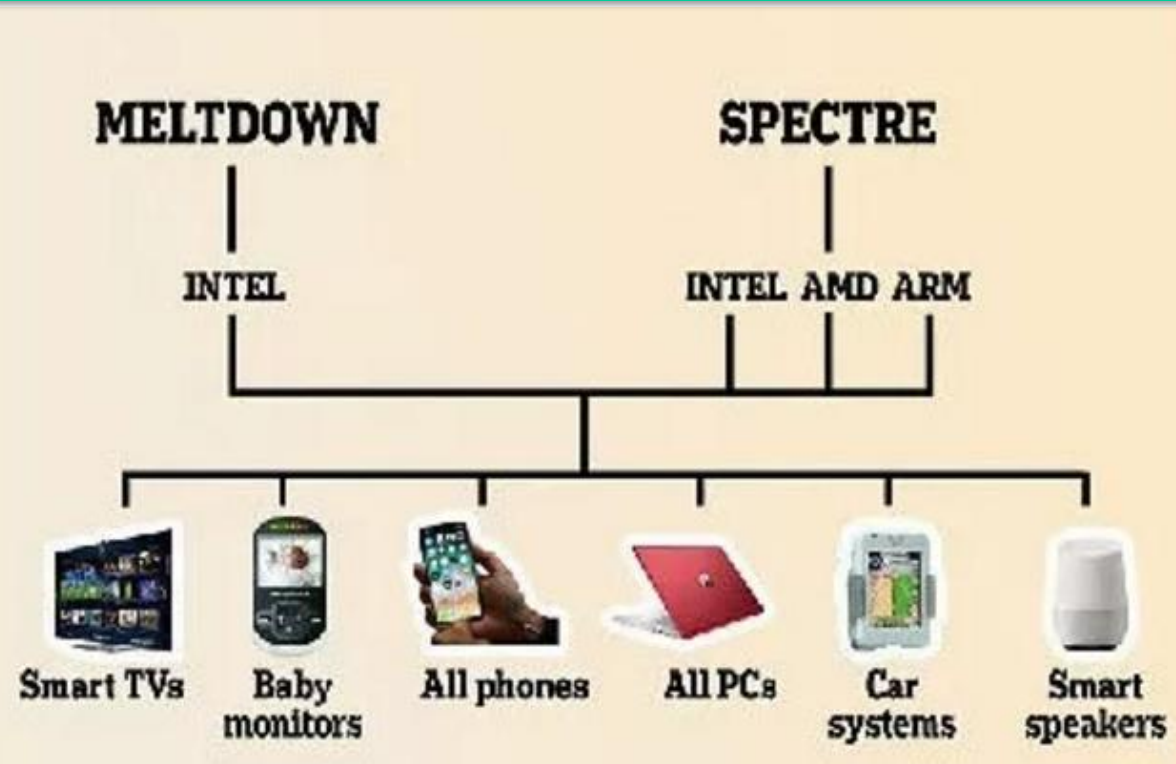 MELTDOWN
SPECTRE
INTEL
INTEL AMD ARM
Smart TVs
Baby
monitors
All phones
All PCs
Car
systems
Smart
speakers